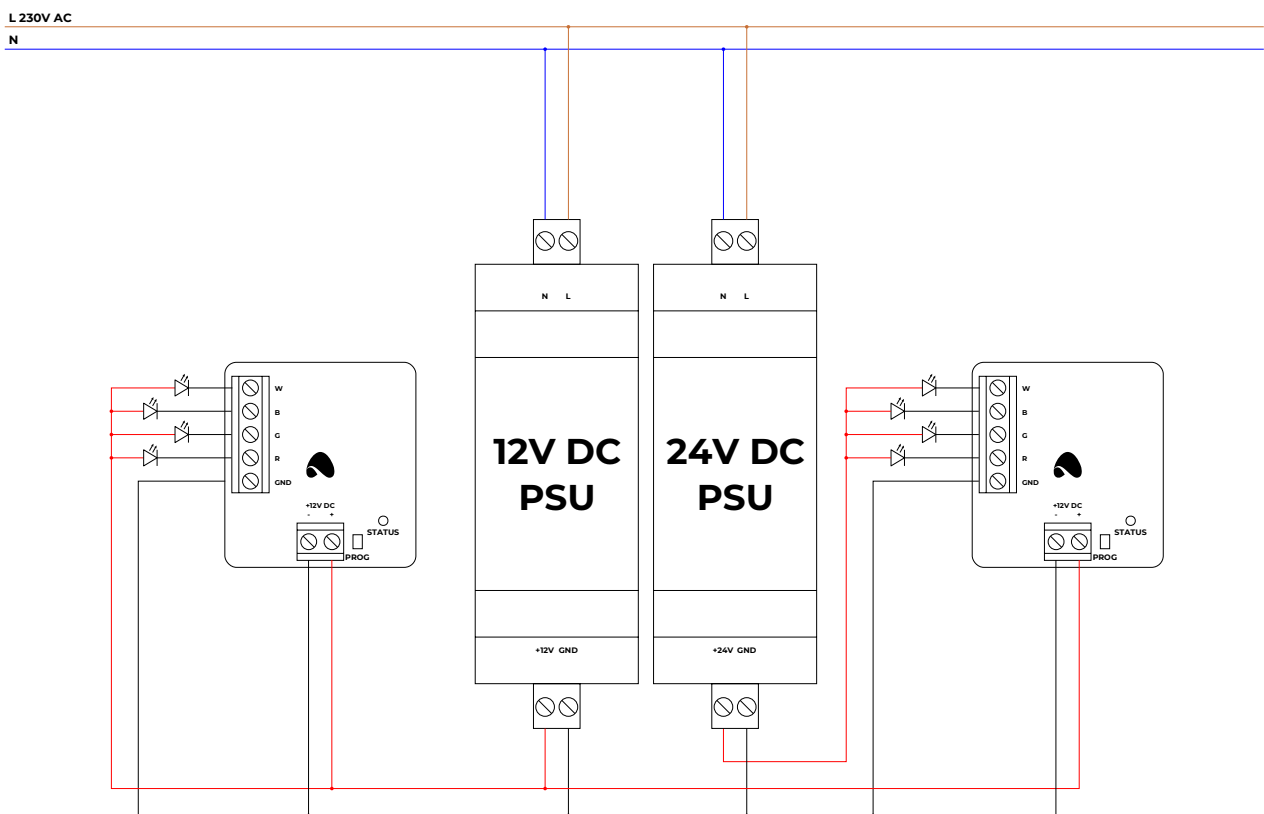 L 230V AC
N
N L
N L
W
B
G
R
GND
+12V DC
- +
STATUS
PROG
12V DC
PSU
24V DC
PSU
W
B
G
R
GND
+12V DC
- +
STATUS
PROG
+12V GND
+24V GND